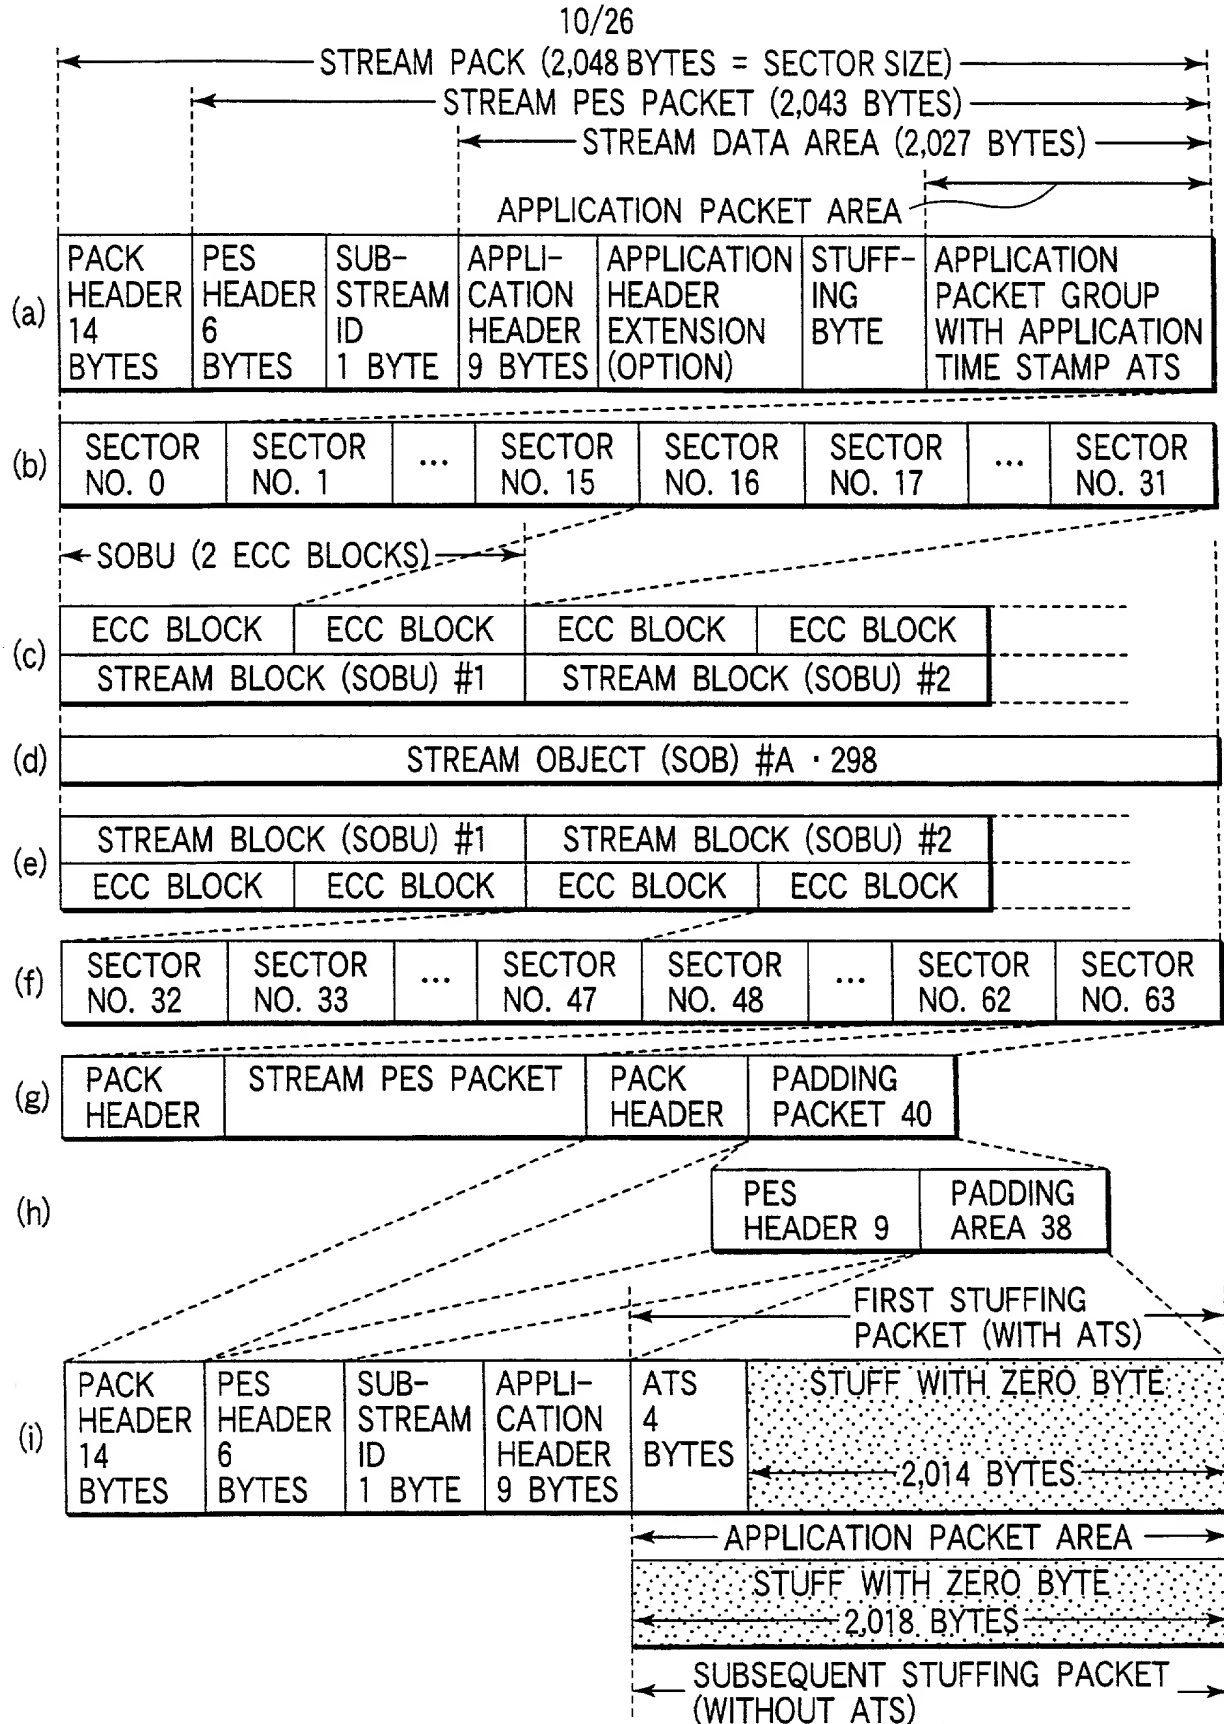 10/26
STREAM PACK (2,048 BYTES = SECTOR SIZE)
STREAM PES PACKET (2,043 BYTES)
STREAM DATA AREA (2,027 BYTES)
APPLICATION PACKET AREA
(a)
PACK
HEADER
14
BYTES
PES
HEADER
6
BYTES
SUB-
STREAM
ID
1 BYTE
APPLI-
CATION
HEADER
9 BYTES
APPLICATION
HEADER
EXTENSION
(OPTION)
STUFF-
ING
BYTE
APPLICATION
PACKET GROUP
WITH APPLICATION
TIME STAMP ATS
(b)
SECTOR
NO. 0
SECTOR
NO. 1
...
SECTOR
NO. 15
SECTOR
NO. 16
SECTOR
NO. 17
...
SECTOR
NO. 31
SOBU (2 ECC BLOCKS)
(c)
ECC BLOCK
ECC BLOCK
ECC BLOCK
ECC BLOCK
STREAM BLOCK (SOBU) #1
STREAM BLOCK (SOBU) #2
(d)
STREAM OBJECT (SOB) #A · 298
(e)
STREAM BLOCK (SOBU) #1
STREAM BLOCK (SOBU) #2
ECC BLOCK
ECC BLOCK
ECC BLOCK
ECC BLOCK
(f)
SECTOR
NO. 32
SECTOR
NO. 33
...
SECTOR
NO. 47
SECTOR
NO. 48
...
SECTOR
NO. 62
SECTOR
NO. 63
(g)
PACK
HEADER
STREAM PES PACKET
PACK
HEADER
PADDING
PACKET 40
(h)
PES
HEADER 9
PADDING
AREA 38
FIRST STUFFING
PACKET (WITH ATS)
(i)
PACK
HEADER
14
BYTES
PES
HEADER
6
BYTES
SUB-
STREAM
ID
1 BYTE
APPLI-
CATION
HEADER
9 BYTES
ATS
4
BYTES
STUFF WITH ZERO BYTE
2,014 BYTES
APPLICATION PACKET AREA
STUFF WITH ZERO BYTE
2,018 BYTES
SUBSEQUENT STUFFING PACKET
(WITHOUT ATS)